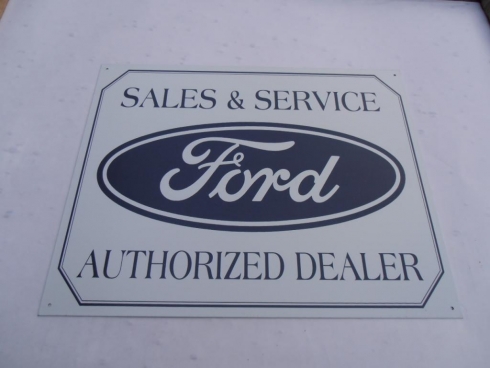 SALES & SERVICE
Ford
AUTHORIZED DEALER